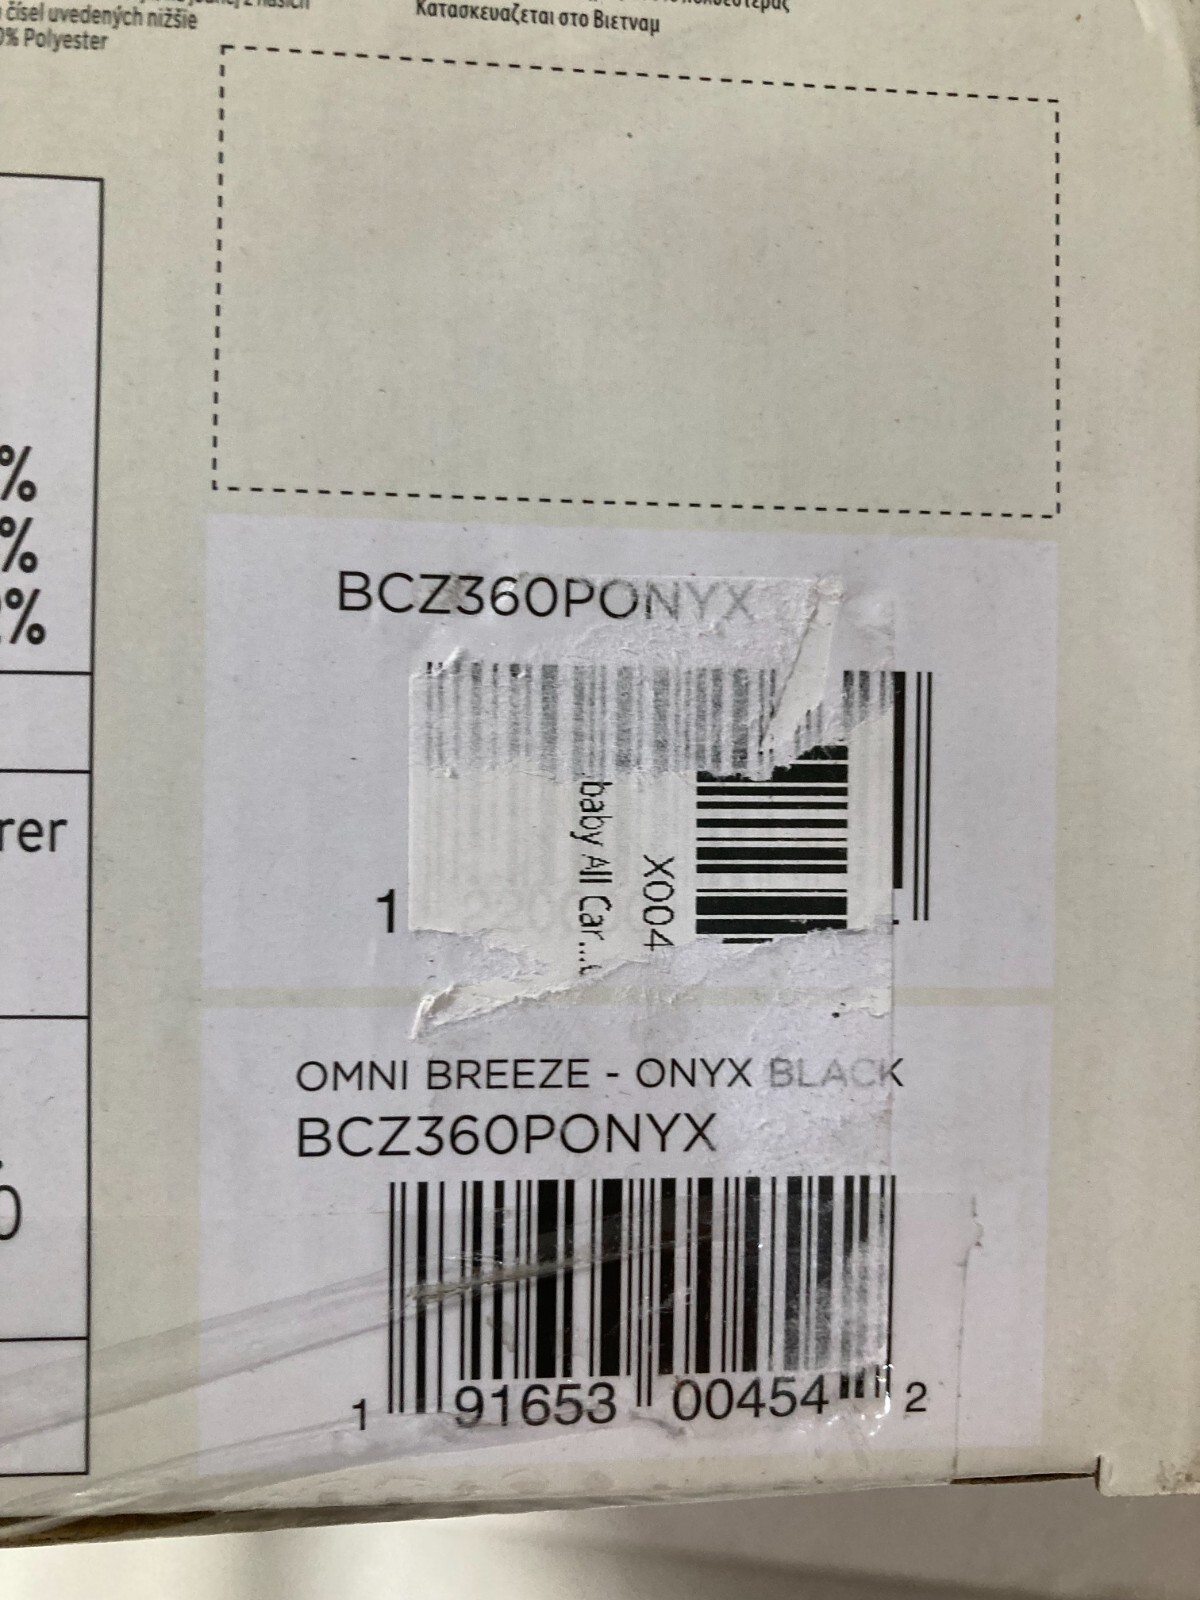 čísel uvedených nižšie
% Polyester
Κατασκευαζεται στο Βιετναμ
%
%
%
rer
0
BCZ360PONYX
baby All Car...
X004
1
OMNI BREEZE - ONYX BLACK
BCZ360PONYX
1 91653 00454 2